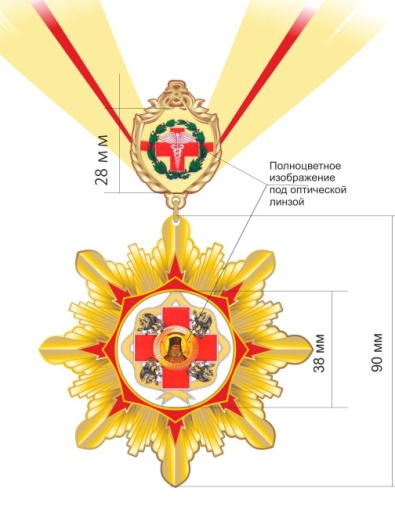 28 мм
Полноцветное
изображение
под оптической
линзой
38 мм
90 мм